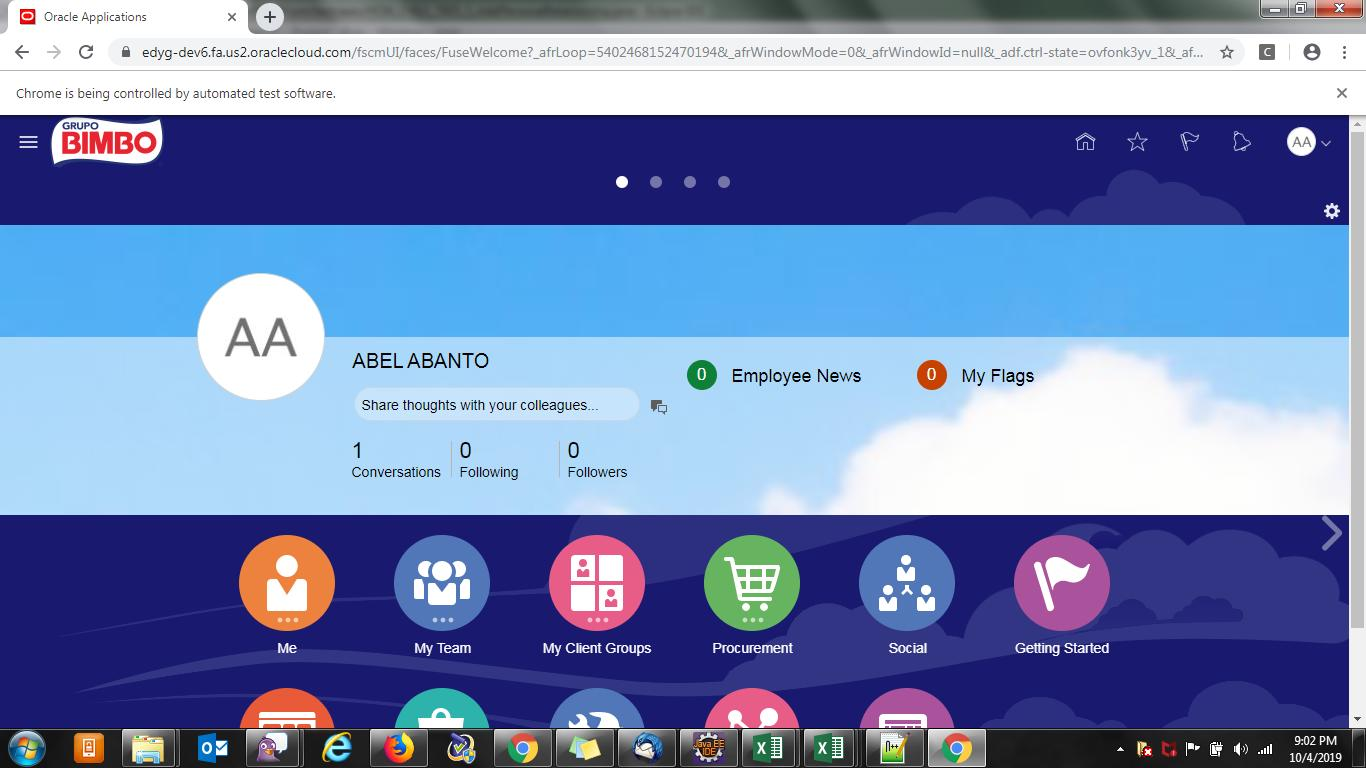 Oracle Applications
edyg-dev6.fa.us2.oraclecloud.com/fscmUI/faces/FuseWelcome?_afrLoop=5402468152470194&_afrWindowMode=0&_afrWindowId=null&_adf.ctrl-state=ovfonk3yv_1&_af...
C
Chrome is being controlled by automated test software.
GRUPO
BIMBO
AA
AA
ABEL ABANTO
0 Employee News
0 My Flags
Share thoughts with your colleagues...
1 0 0
Conversations Following Followers
Me My Team My Client Groups Procurement Social Getting Started
Java EE
IDE
9:02 PM
10/4/2019